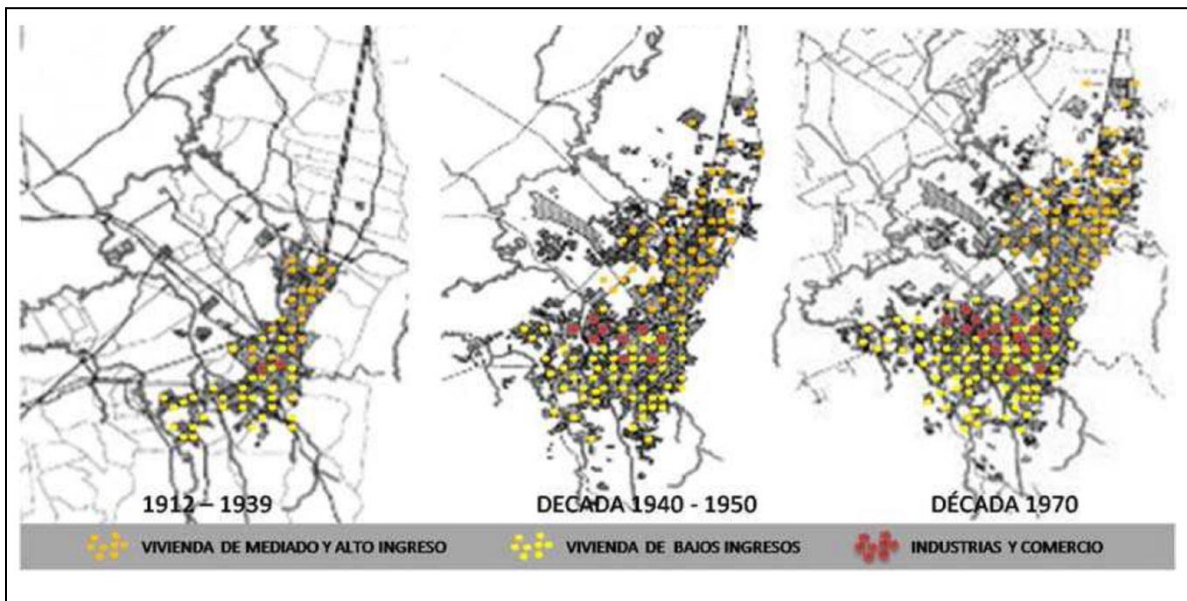 1912 – 1939
DECADA 1940 - 1950
DÉCADA 1970
VIVIENDA DE MEDIADO Y ALTO INGRESO
VIVIENDA DE BAJOS INGRESOS
INDUSTRIAS Y COMERCIO